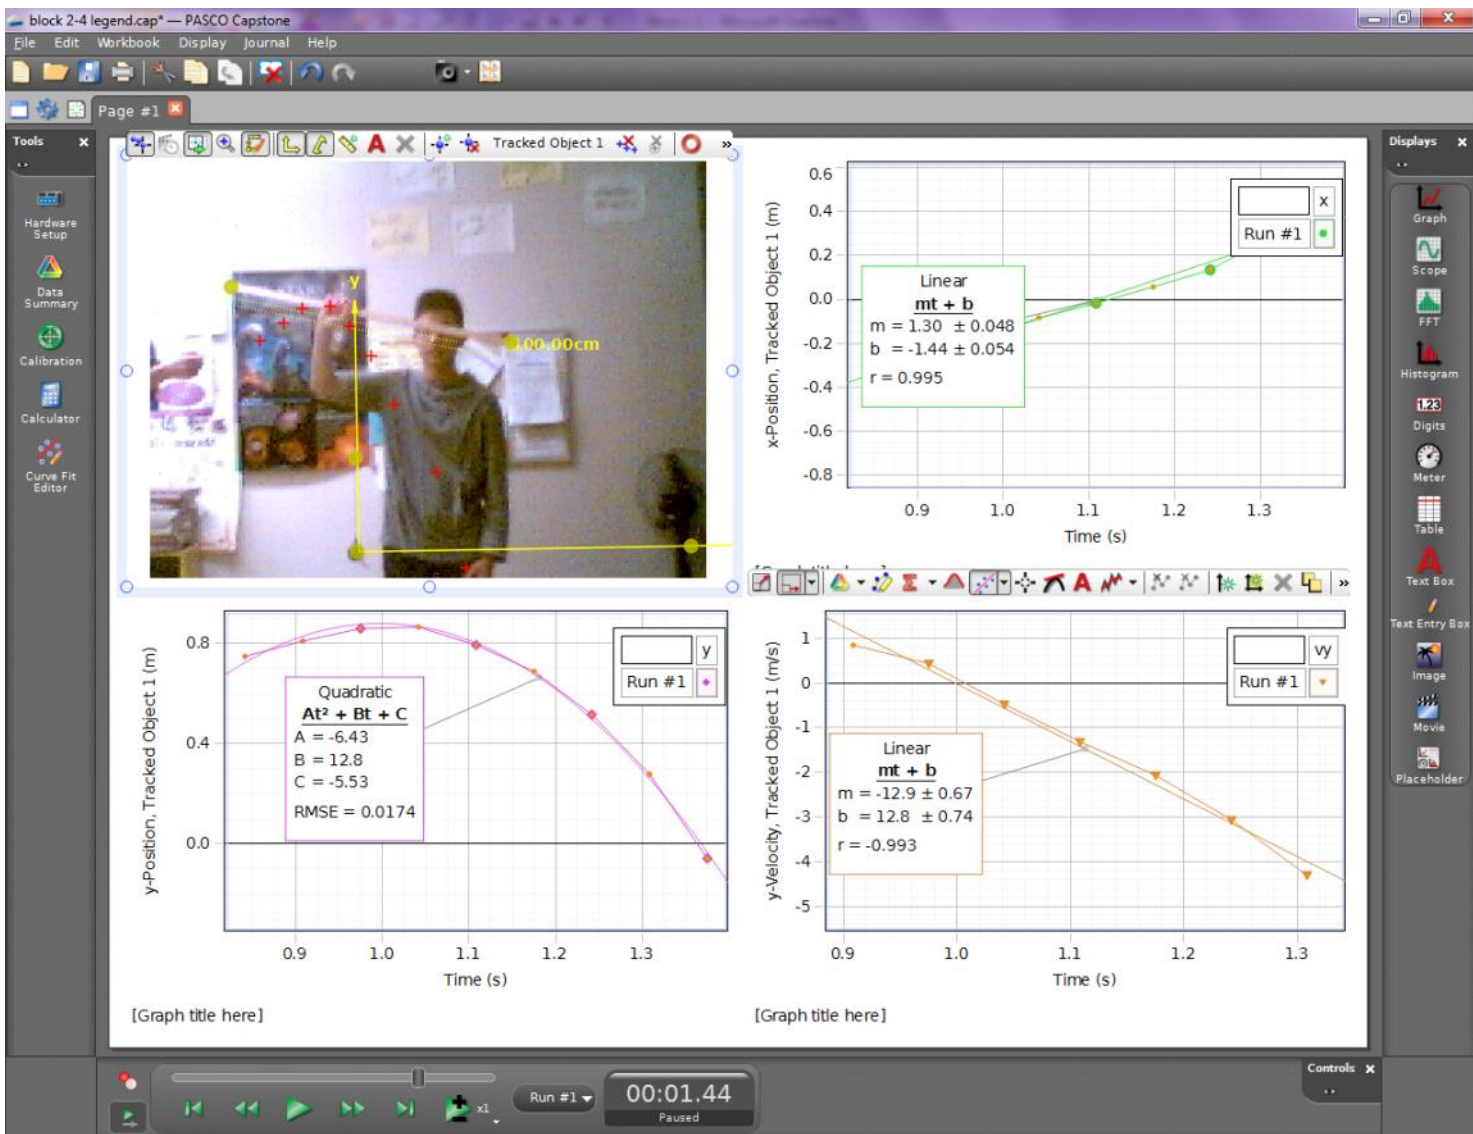 block 2-4 legend.cap* — PASCO Capstone
File Edit Workbook Display Journal Help
Page #1
Tools
Hardware
Setup
Data
Summary
Calibration
Calculator
Curve Fit
Editor
Tracked Object 1
»
y
100.00cm
x-Position, Tracked Object 1 (m)
0.6
0.4
0.2
0.0
-0.2
-0.4
-0.6
-0.8
x
Run #1
Linear
mt + b
m = 1.30 ± 0.048
b = -1.44 ± 0.054
r = 0.995
0.9 1.0 1.1 1.2 1.3
Time (s)
y-Position, Tracked Object 1 (m)
0.8
0.4
0.0
y
Run #1
Quadratic
At² + Bt + C
A = -6.43
B = 12.8
C = -5.53
RMSE = 0.0174
0.9 1.0 1.1 1.2 1.3
Time (s)
[Graph title here]
»
y-Velocity, Tracked Object 1 (m/s)
1
0
-1
-2
-3
-4
-5
vy
Run #1
Linear
mt + b
m = -12.9 ± 0.67
b = 12.8 ± 0.74
r = -0.993
0.9 1.0 1.1 1.2 1.3
Time (s)
[Graph title here]
Displays
Graph
Scope
FFT
Histogram
1.23
Digits
Meter
Table
Text Box
Text Entry Box
Image
Movie
Placeholder
x1
Run #1
00:01.44
Paused
Controls